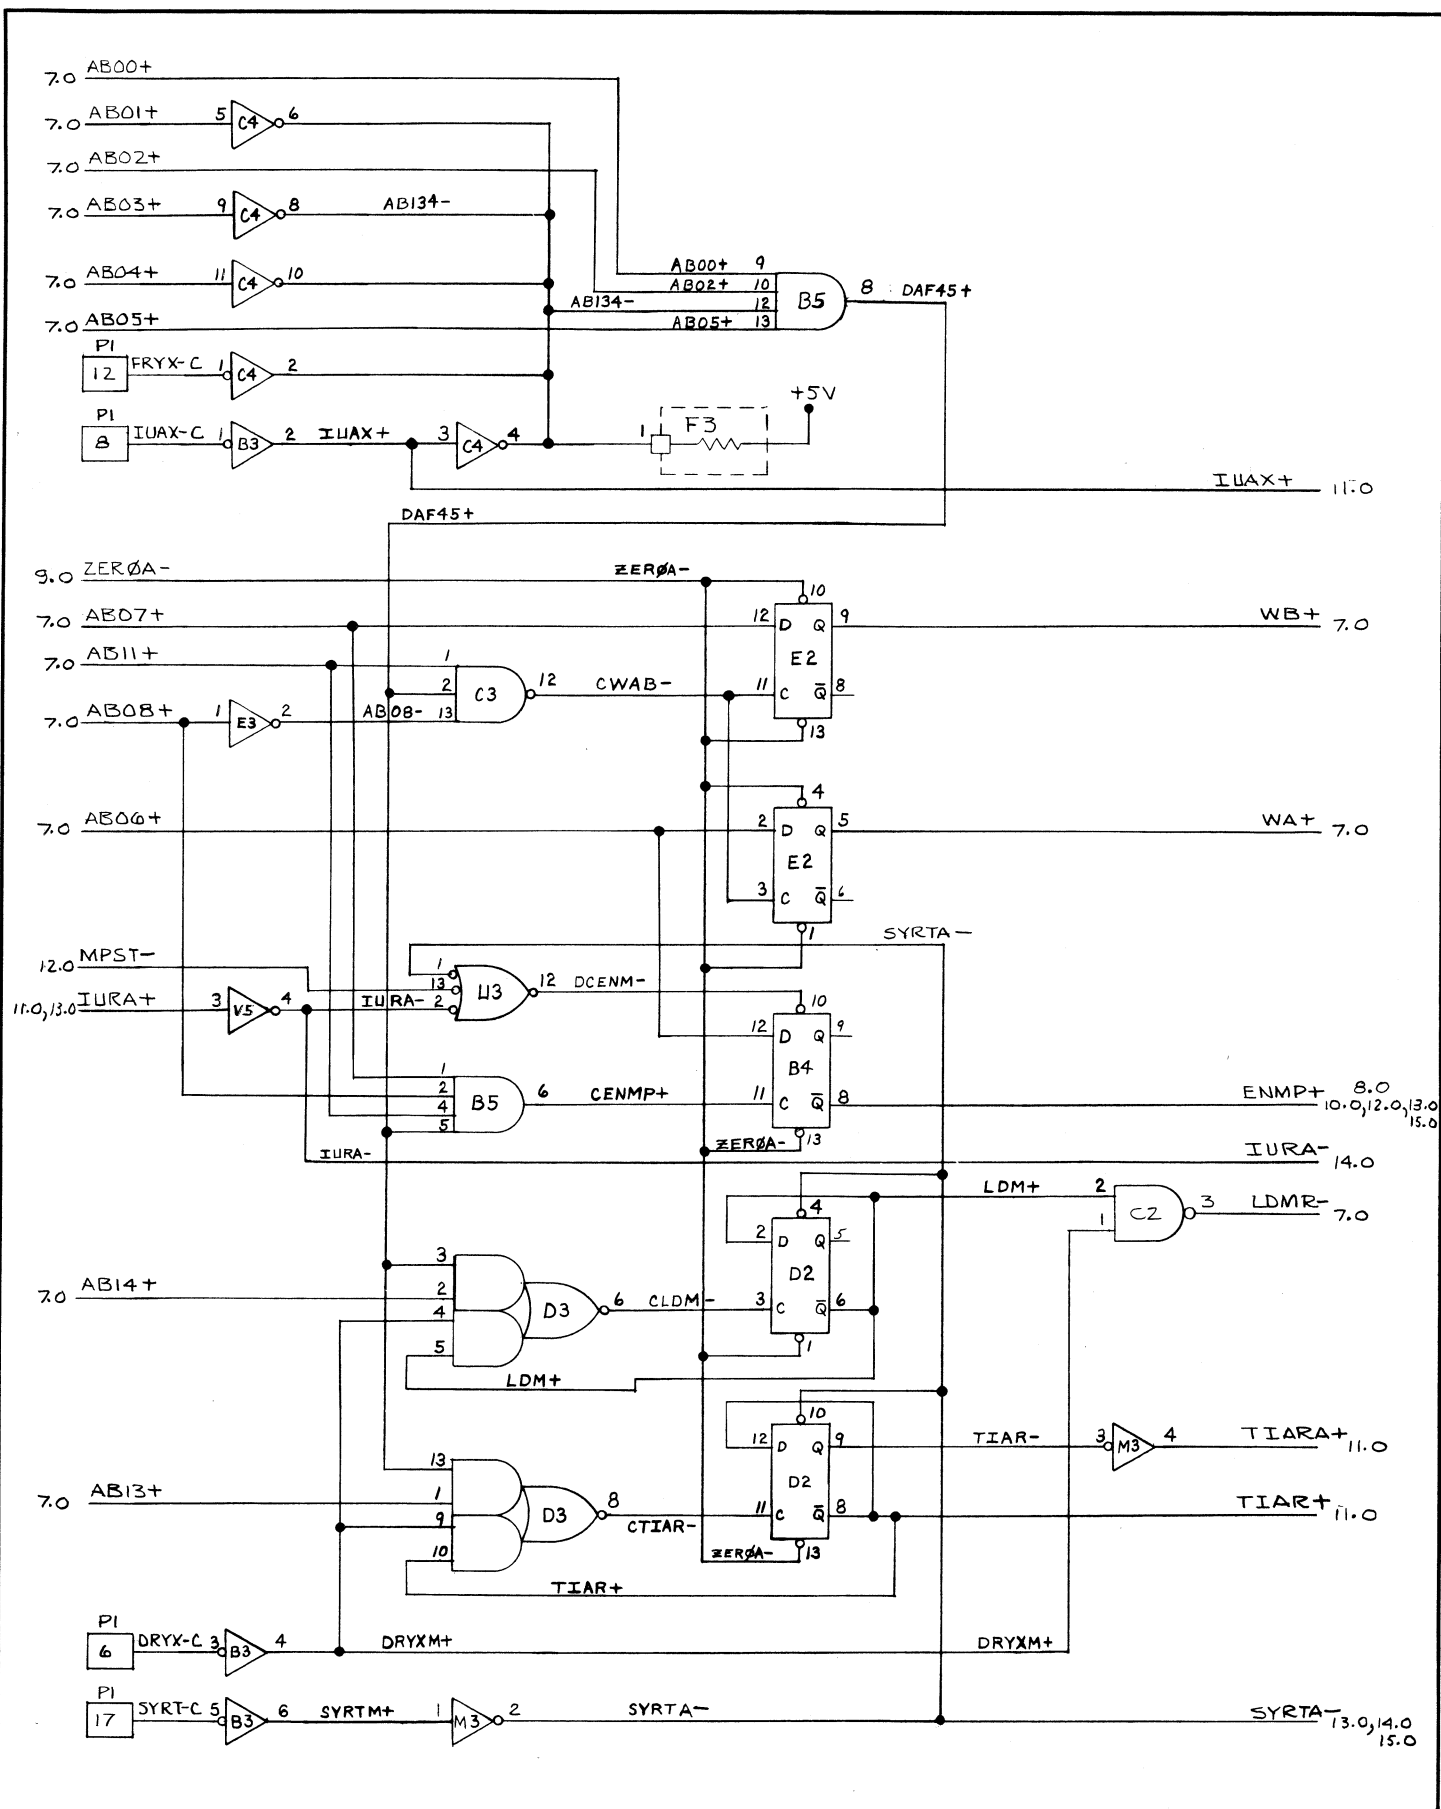 7.0 AB00+
7.0 AB01+ 5 C4 6
7.0 AB02+
7.0 AB03+ 9 C4 8 AB134-
7.0 AB04+ 11 C4 10
AB00+ 9
AB02+ 10 B5 8 DAF45+
AB134- 12
7.0 AB05+ AB05+ 13
P1
12 FRYX-C 1 C4 2
+5V
P1
8 IUAX-C 1 B3 2 IUAX+ 3 C4 4 1 F3
IUAX+ 11.0
DAF45+
9.0 ZERØA- ZERØA- 10
7.0 AB07+ 12 D Q 9 WB+ 7.0
7.0 AB11+ 1 E2
2 C3 12 CWAB- 11 C Q̅ 8
7.0 AB08+ 1 E3 2 AB08- 13 13
4
7.0 AB06+ 2 D Q 5 WA+ 7.0
E2
3 C Q̅ 6
1
SYRTA-
12.0 MPST- 1
13 U3 12 DCENM- 10
11.0,13.0 IURA+ 3 V5 4 IURA- 2
12 D Q 9
B4
1
2 B5 6 CENMP+ 11 C Q̅ 8 ENMP+ 8.0
4 10.0,12.0,13.0
5 15.0
ZERØA- 13
IURA- IURA- 14.0
LDM+ 2 C2 3 LDMR- 7.0
1
4
2 D Q 5
D2
3
7.0 AB14+ 2 D3 6 CLDM- 3 C Q̅ 6
4
5 1
LDM+
10
12 D Q 9 TIAR- 3 M3 4 TIARA+ 11.0
D2
13
7.0 AB13+ 1 D3 8 CTIAR- 11 C Q̅ 8 TIAR+ 11.0
9
10 ZERØA- 13
TIAR+
P1
6 DRYX-C 3 B3 4 DRYXM+ DRYXM+
P1
17 SYRT-C 5 B3 6 SYRTM+ 1 M3 2 SYRTA- SYRTA- 13.0,14.0
15.0